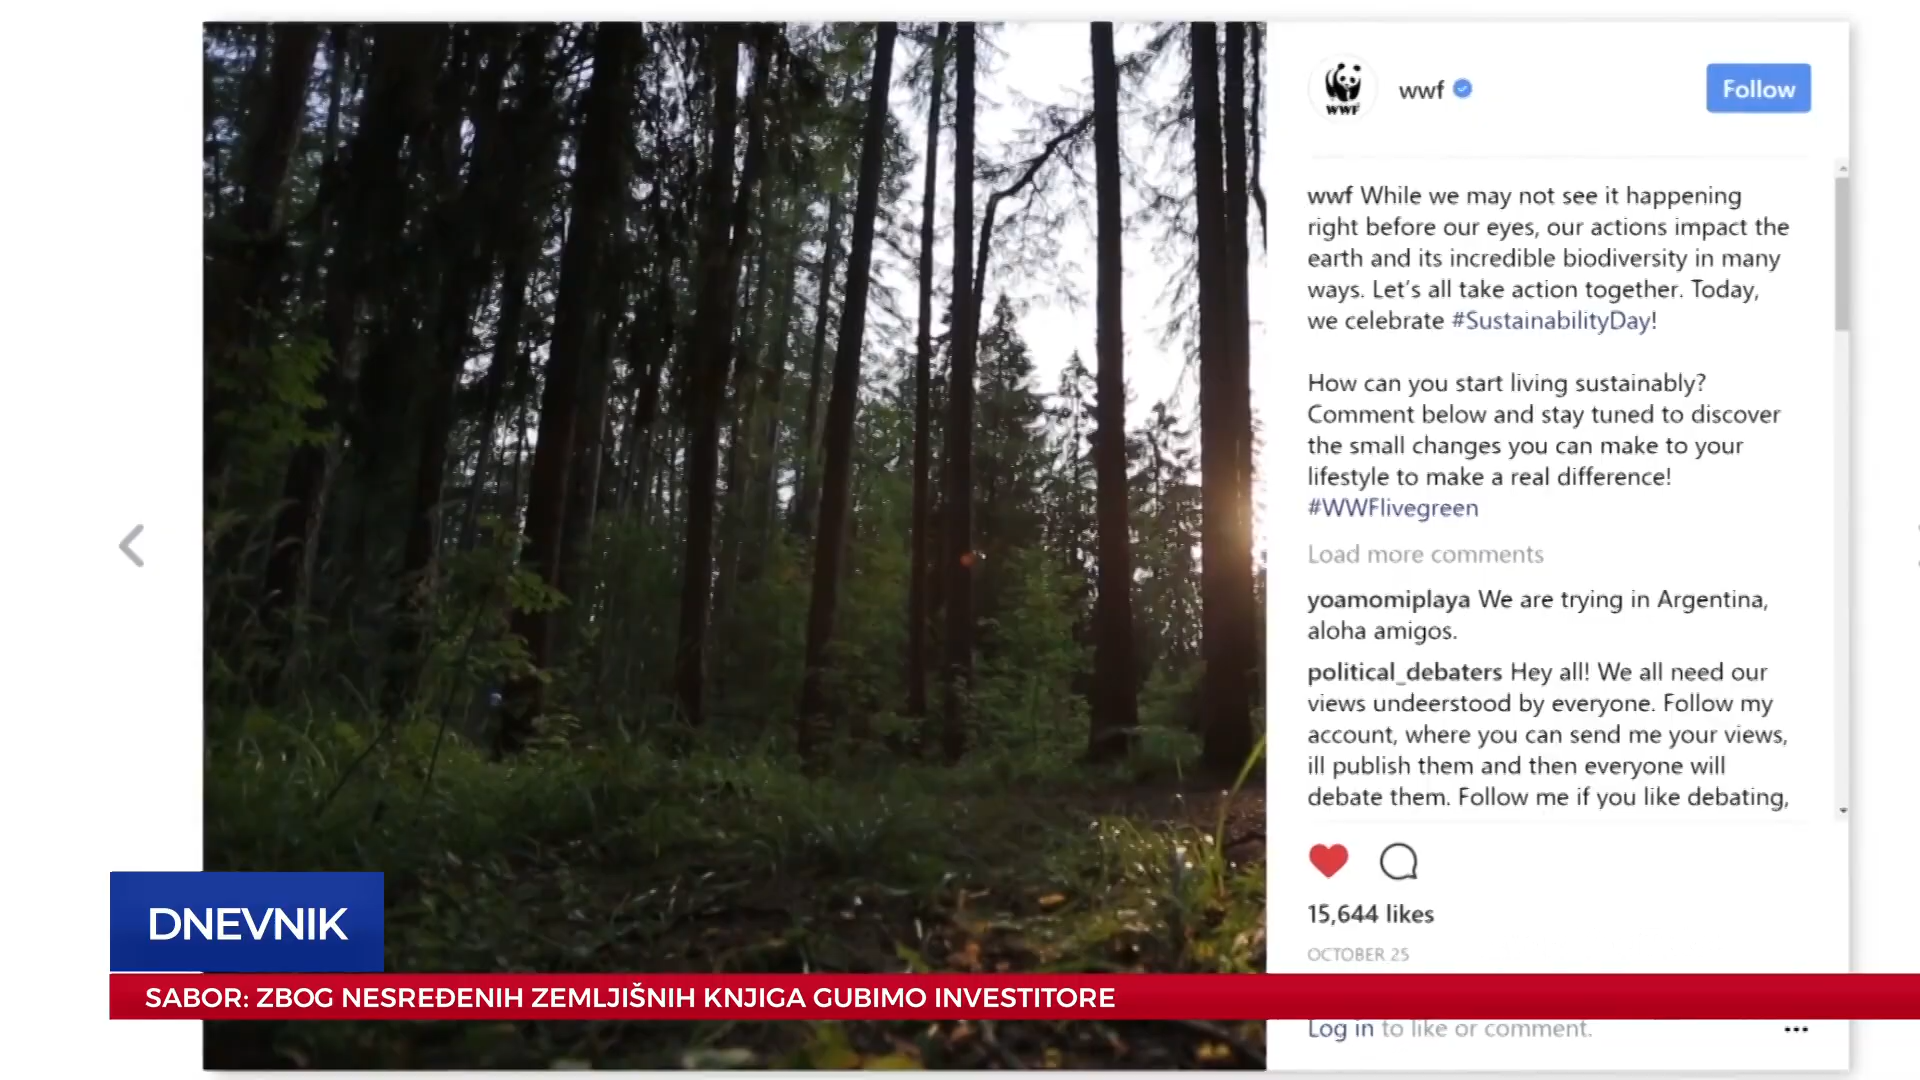 WWF
wwf
Follow
wwf While we may not see it happening
right before our eyes, our actions impact the
earth and its incredible biodiversity in many
ways. Let's all take action together. Today,
we celebrate #SustainabilityDay!
How can you start living sustainably?
Comment below and stay tuned to discover
the small changes you can make to your
lifestyle to make a real difference!
#WWFlivegreen
Load more comments
yoamomiplaya We are trying in Argentina,
aloha amigos.
political_debaters Hey all! We all need our
views undeerstood by everyone. Follow my
account, where you can send me your views,
ill publish them and then everyone will
debate them. Follow me if you like debating,
15,644 likes
OCTOBER 25
DNEVNIK
SABOR: ZBOG NESREĐENIH ZEMLJIŠNIH KNJIGA GUBIMO INVESTITORE
Log in to like or comment.